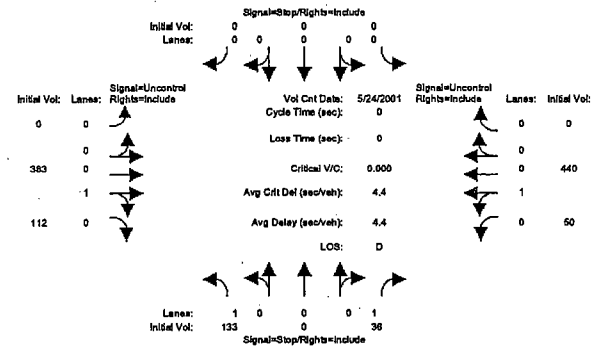 Signal=Stop/Rights=Include
Initial Vol: 0 0 0
Lanes: 0 0 0 0 0
Signal=Uncontrol
Initial Vol: Lanes: Rights=Include
Vol Cnt Date: 5/24/2001
Signal=Uncontrol
Rights=Include Lanes: Initial Vol:
Cycle Time (sec): 0
0 0 0 0
Loss Time (sec): 0
0 0
383 0 Critical V/C: 0.000 0 440
1 Avg Crit Del (sec/veh): 4.4 1
112 0 Avg Delay (sec/veh): 4.4 0 50
LOS: D
Lanes: 1 0 0 0 1
Initial Vol: 133 0 36
Signal=Stop/Rights=Include